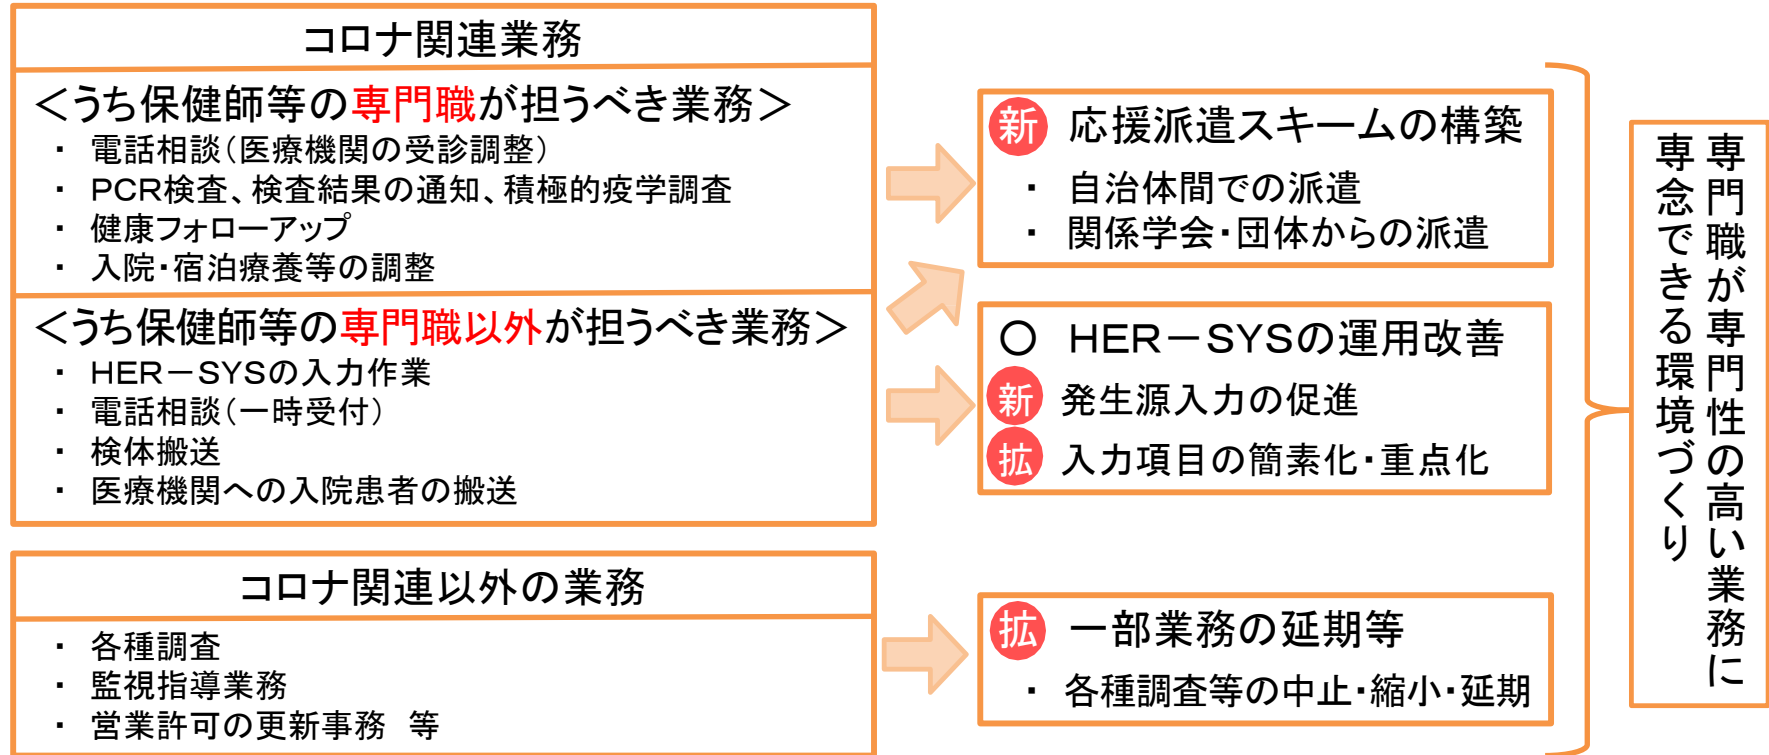 コロナ関連業務
＜うち保健師等の専門職が担うべき業務＞
・ 電話相談（医療機関の受診調整）
・ PCR検査、検査結果の通知、積極的疫学調査
・ 健康フォローアップ
・ 入院・宿泊療養等の調整
＜うち保健師等の専門職以外が担うべき業務＞
・ HER－SYSの入力作業
・ 電話相談（一時受付）
・ 検体搬送
・ 医療機関への入院患者の搬送
コロナ関連以外の業務
・ 各種調査
・ 監視指導業務
・ 営業許可の更新事務 等
新 応援派遣スキームの構築
・ 自治体間での派遣
・ 関係学会・団体からの派遣
○ HER－SYSの運用改善
新 発生源入力の促進
拡 入力項目の簡素化・重点化
拡 一部業務の延期等
・ 各種調査等の中止・縮小・延期
専門職が専門性の高い業務に
専念できる環境づくり